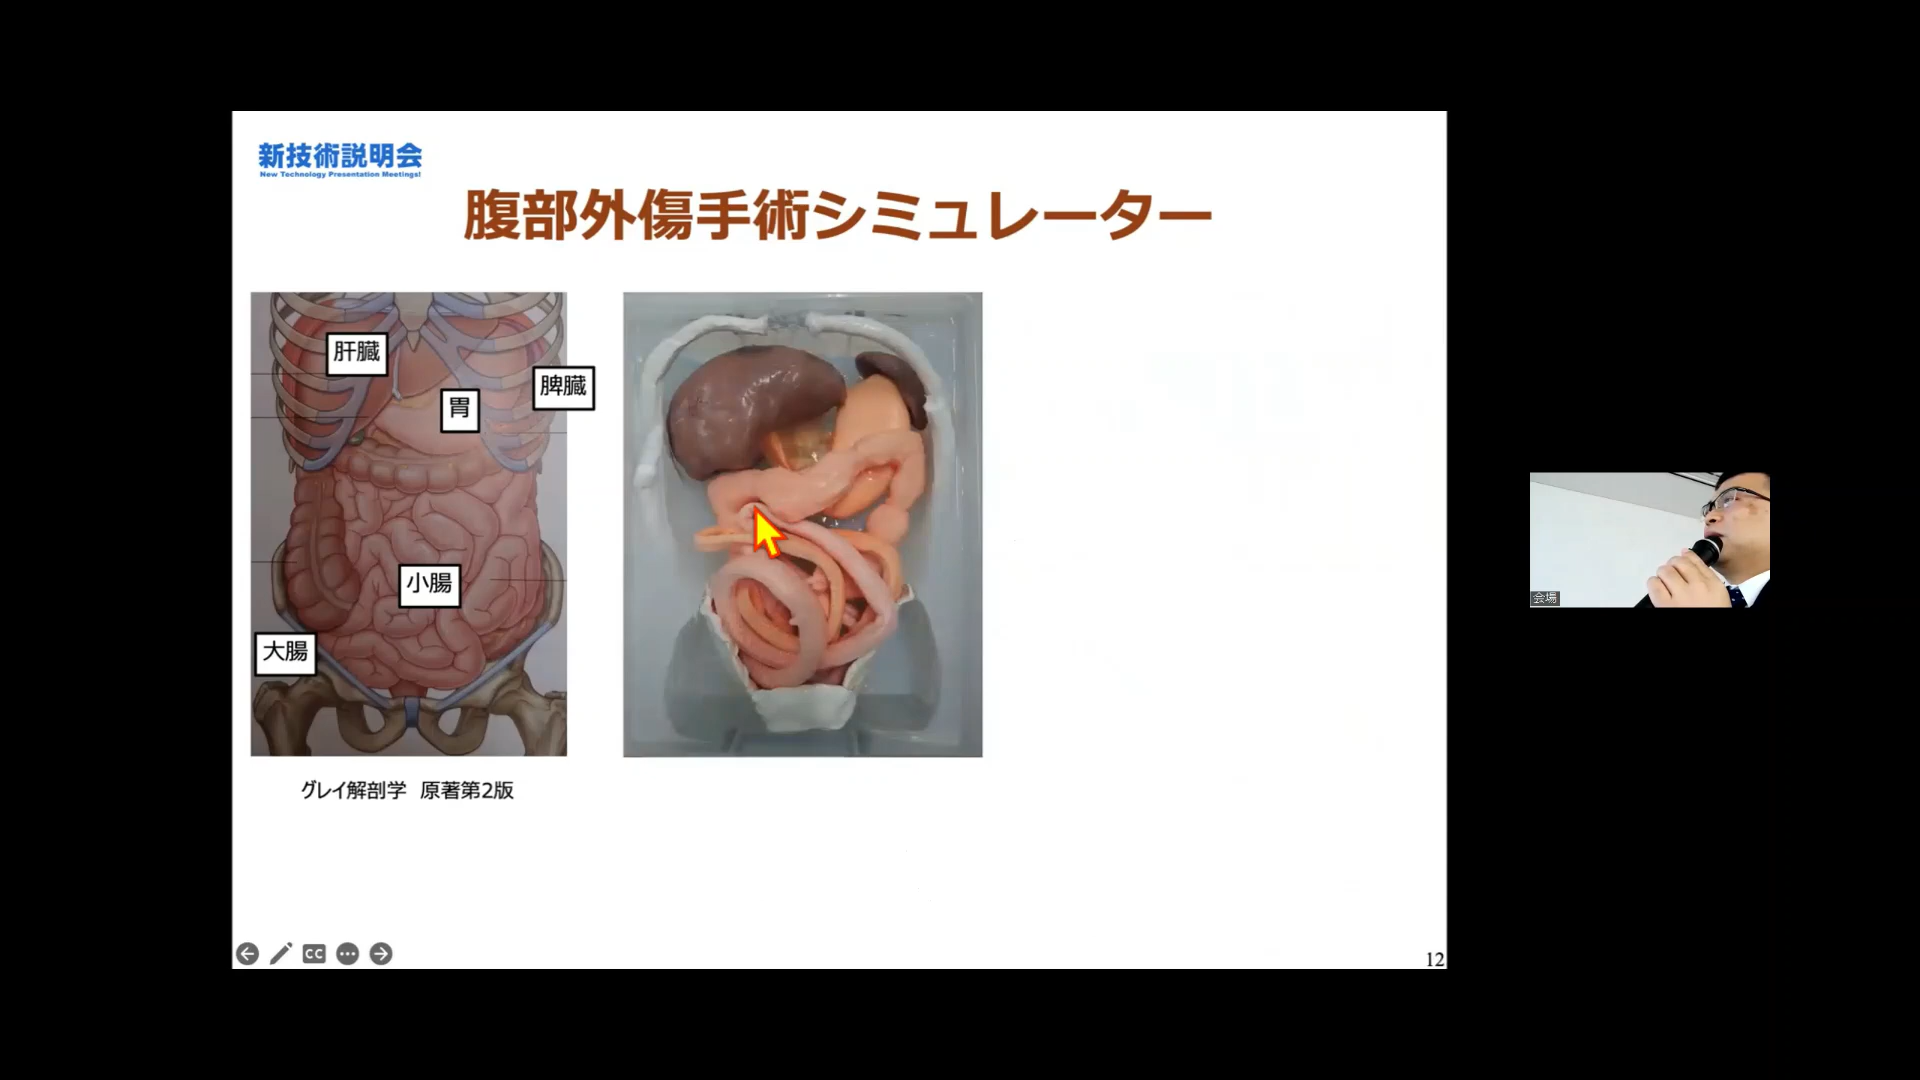 新技術説明会
New Technology Presentation Meetings!
腹部外傷手術シミュレーター
肝臓
脾臓
胃
小腸
大腸
グレイ解剖学 原著第2版
CC
12
会場